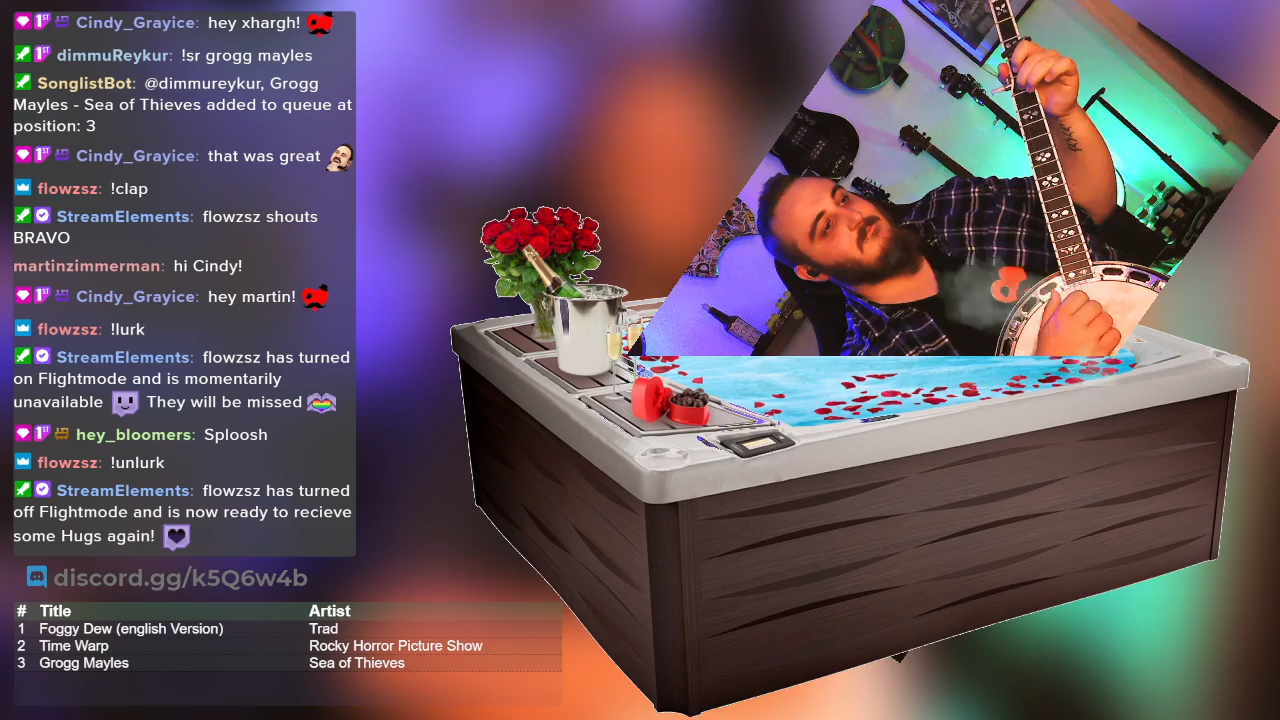 Cindy_Grayice: hey xhargh!
dimmuReykur: !sr grogg mayles
SonglistBot: @dimmureykur, Grogg
Mayles - Sea of Thieves added to queue at
position: 3
Cindy_Grayice: that was great
flowzsz: !clap
StreamElements: flowzsz shouts
BRAVO
martinzimmerman: hi Cindy!
Cindy_Grayice: hey martin!
flowzsz: !lurk
StreamElements: flowzsz has turned
on Flightmode and is momentarily
unavailable They will be missed
hey_bloomers: Sploosh
flowzsz: !unlurk
StreamElements: flowzsz has turned
off Flightmode and is now ready to recieve
some Hugs again!
discord.gg/k5Q6w4b
# Title Artist
1 Foggy Dew (english Version) Trad
2 Time Warp Rocky Horror Picture Show
3 Grogg Mayles Sea of Thieves